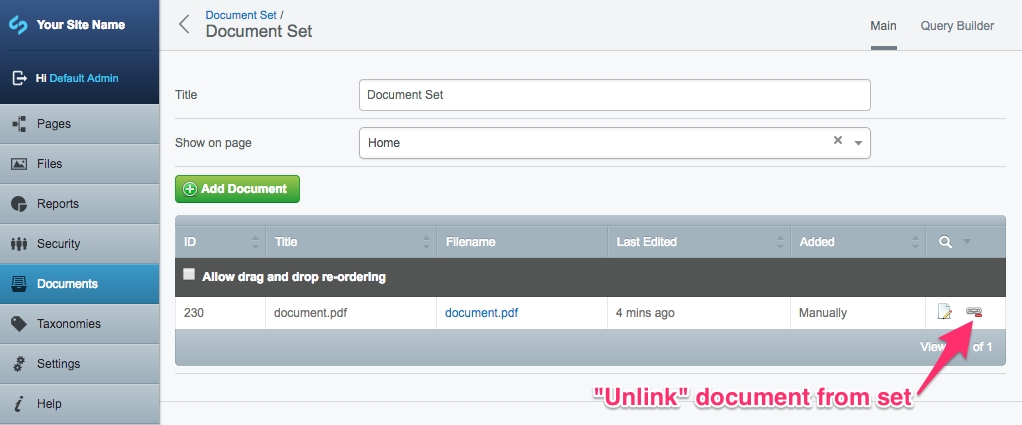 Your Site Name
Hi Default Admin
Pages
Files
Reports
Security
Documents
Taxonomies
Settings
Help
Document Set /
Document Set
Main Query Builder
Title Document Set
Show on page Home
Add Document
ID Title Filename Last Edited Added
Allow drag and drop re-ordering
230 document.pdf document.pdf 4 mins ago Manually
of 1
"Unlink" document from set